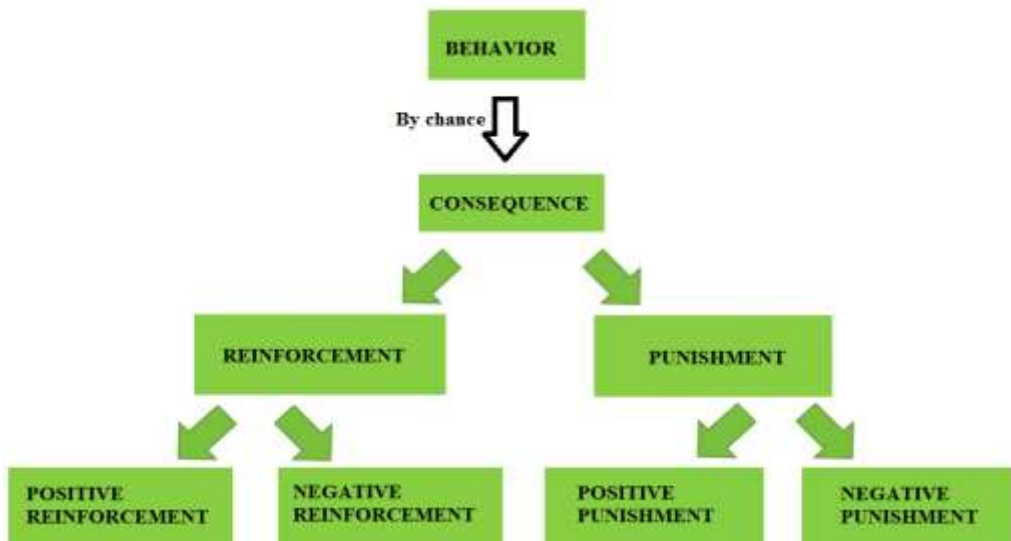 BEHAVIOR
By chance
CONSEQUENCE
REINFORCEMENT
PUNISHMENT
POSITIVE
REINFORCEMENT
NEGATIVE
REINFORCEMENT
POSITIVE
PUNISHMENT
NEGATIVE
PUNISHMENT